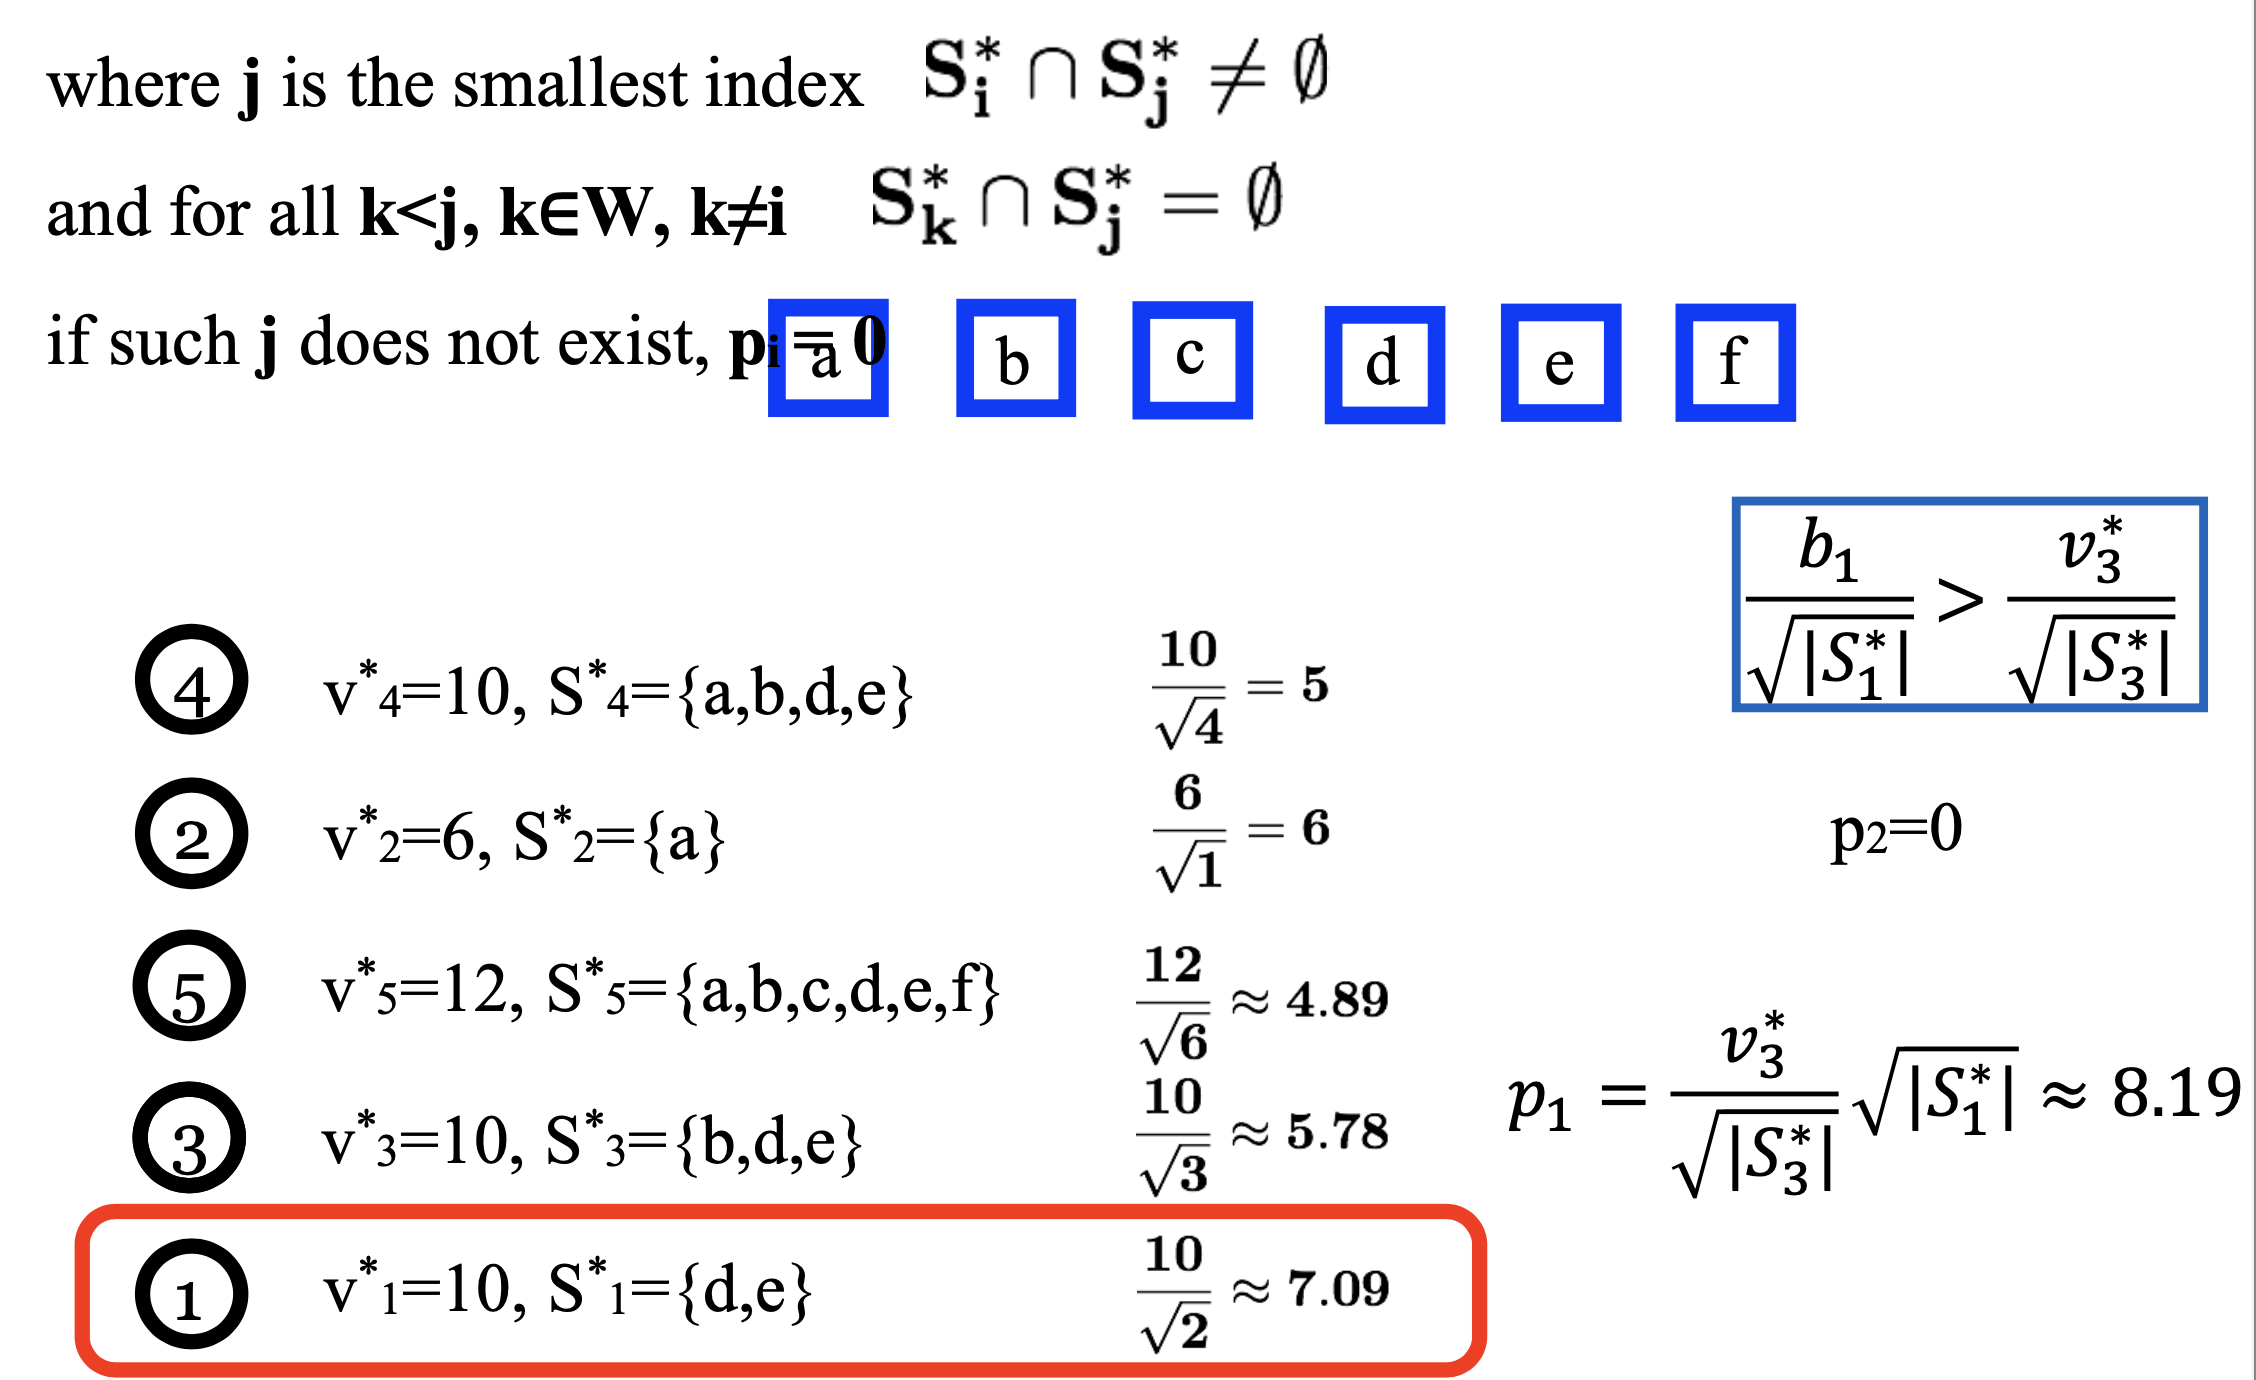 where j is the smallest index S*i ∩ S*j ≠ ∅
and for all k<j, k∈W, k≠i S*k ∩ S*j = ∅
if such j does not exist, pi = 0
a b c d e f
b1/√|S*1| > v*3/√|S*3|
4 v*4=10, S*4={a,b,d,e} 10/√4 = 5
2 v*2=6, S*2={a} 6/√1 = 6 p2=0
5 v*5=12, S*5={a,b,c,d,e,f} 12/√6 ≈ 4.89
3 v*3=10, S*3={b,d,e} 10/√3 ≈ 5.78 p1 = v*3/√|S*3| √|S*1| ≈ 8.19
1 v*1=10, S*1={d,e} 10/√2 ≈ 7.09